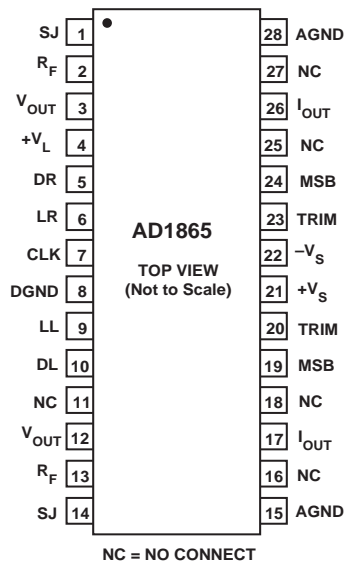 SJ 1 28 AGND
RF 2 27 NC
VOUT 3 26 IOUT
+VL 4 25 NC
DR 5 24 MSB
LR 6 23 TRIM
CLK 7 22 –VS
DGND 8 21 +VS
LL 9 20 TRIM
DL 10 19 MSB
NC 11 18 NC
VOUT 12 17 IOUT
RF 13 16 NC
SJ 14 15 AGND
AD1865
TOP VIEW
(Not to Scale)
NC = NO CONNECT